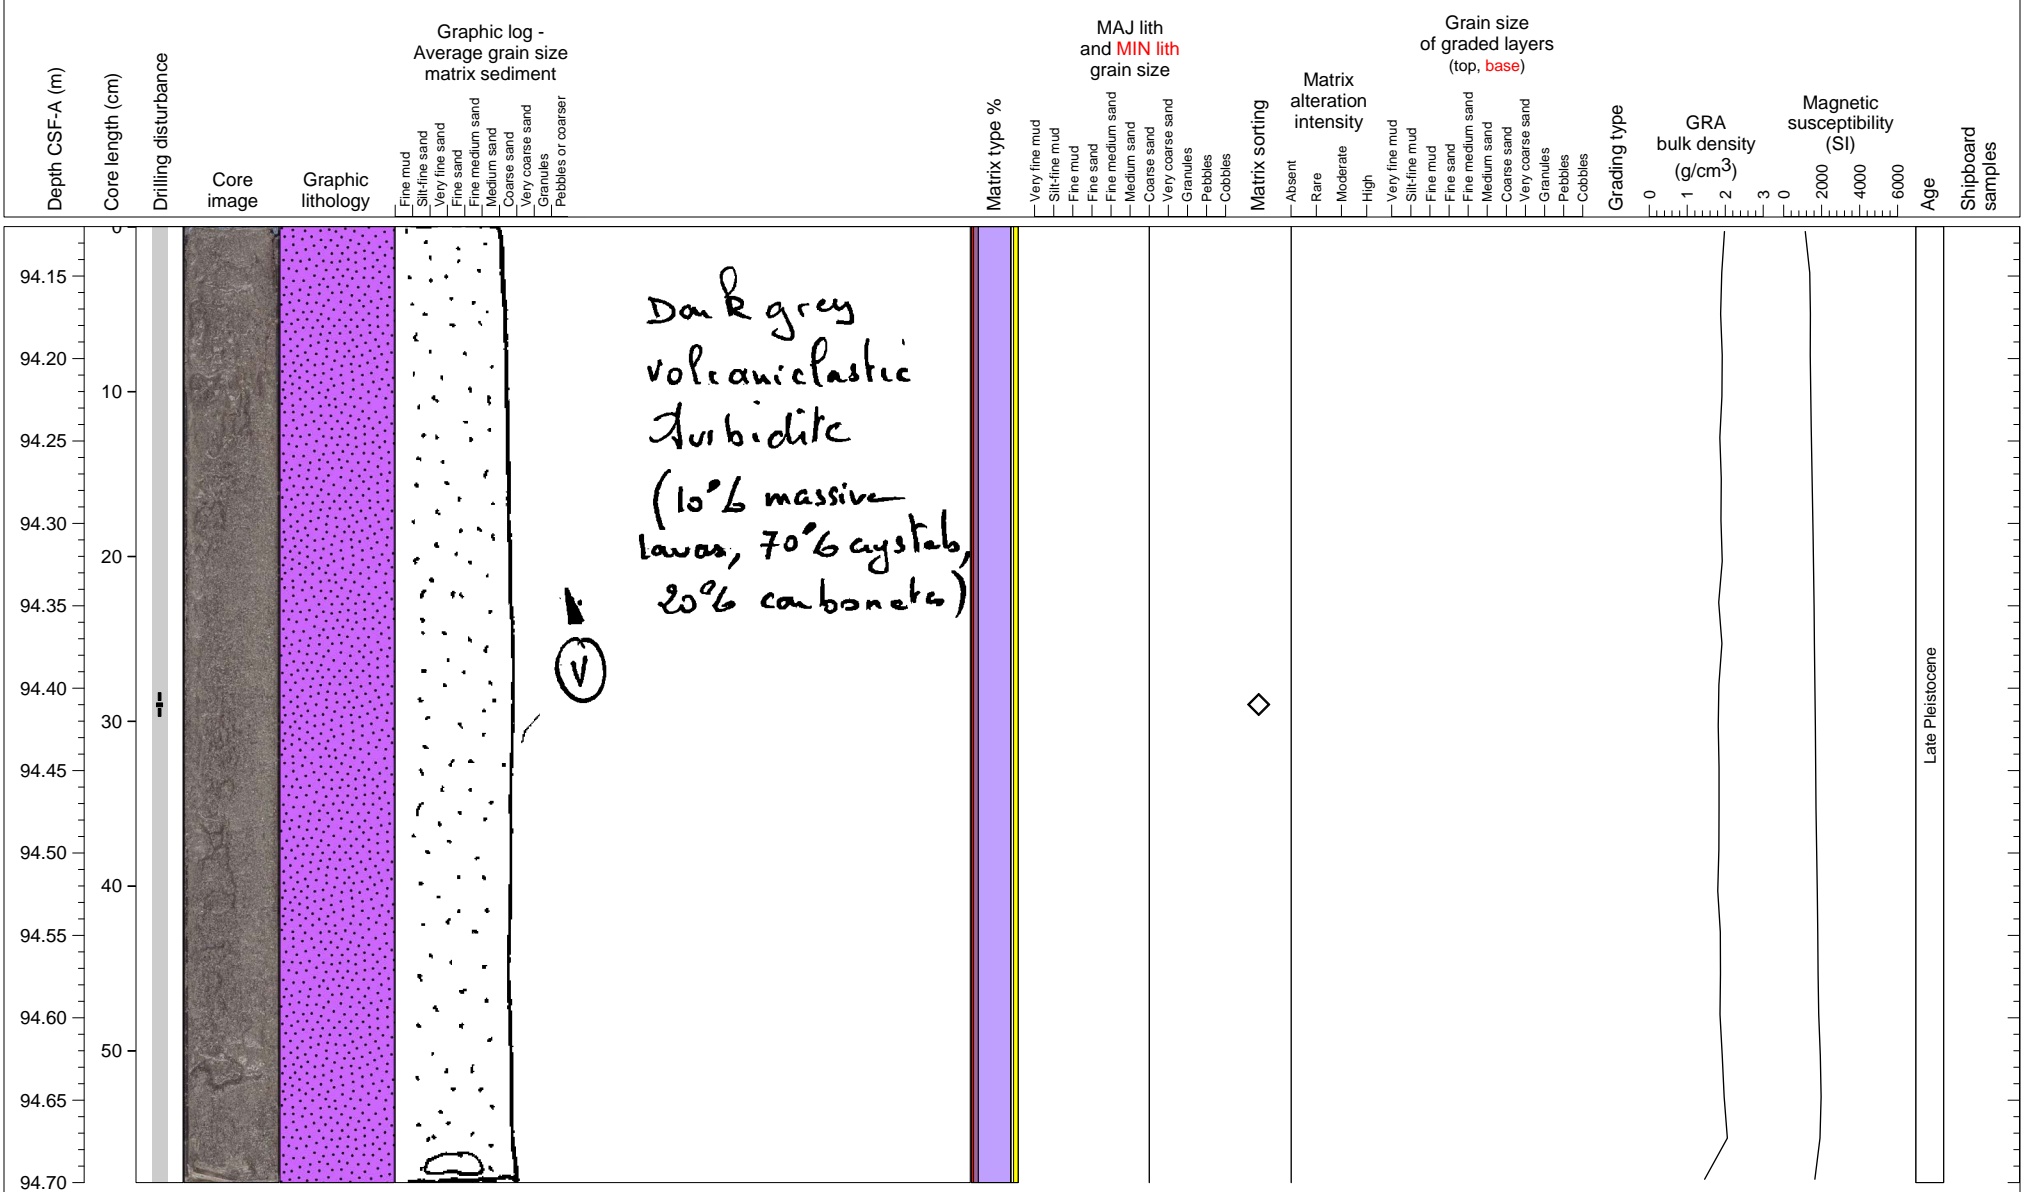 Depth CSF-A (m)
Core length (cm)
Drilling disturbance
Core
image
Graphic
lithology
Graphic log -
Average grain size
matrix sediment
Fine mud
Silt-fine sand
Very fine sand
Fine sand
Fine medium sand
Medium sand
Coarse sand
Very coarse sand
Granules
Pebbles or coarser
Matrix type %
MAJ lith
and MIN lith
grain size
Very fine mud
Silt-fine mud
Fine mud
Fine sand
Fine medium sand
Medium sand
Coarse sand
Very coarse sand
Granules
Pebbles
Cobbles
Matrix sorting
Matrix
alteration
intensity
Absent
Rare
Moderate
High
Grain size
of graded layers
(top, base)
Very fine mud
Silt-fine mud
Fine mud
Fine sand
Fine medium sand
Medium sand
Coarse sand
Very coarse sand
Granules
Pebbles
Cobbles
Grading type
GRA
bulk density
(g/cm3)
0 1 2 3
Magnetic
susceptibility
(SI)
0 2000 4000 6000
Age
Shipboard
samples
94.15
94.20
94.25
94.30
94.35
94.40
94.45
94.50
94.55
94.60
94.65
94.70
0
10
20
30
40
50
Dark grey
volcaniclastic
turbidite
(10% massive
lavas, 70% crystals,
20% carbonates)
V
Late Pleistocene